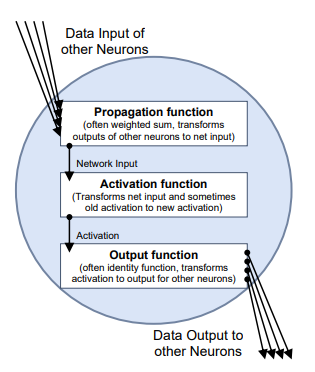 Data Input of
other Neurons
Propagation function
(often weighted sum, transforms
outputs of other neurons to net input)
Network Input
Activation function
(Transforms net input and sometimes
old activation to new activation)
Activation
Output function
(often identity function, transforms
activation to output for other neurons)
Data Output to
other Neurons